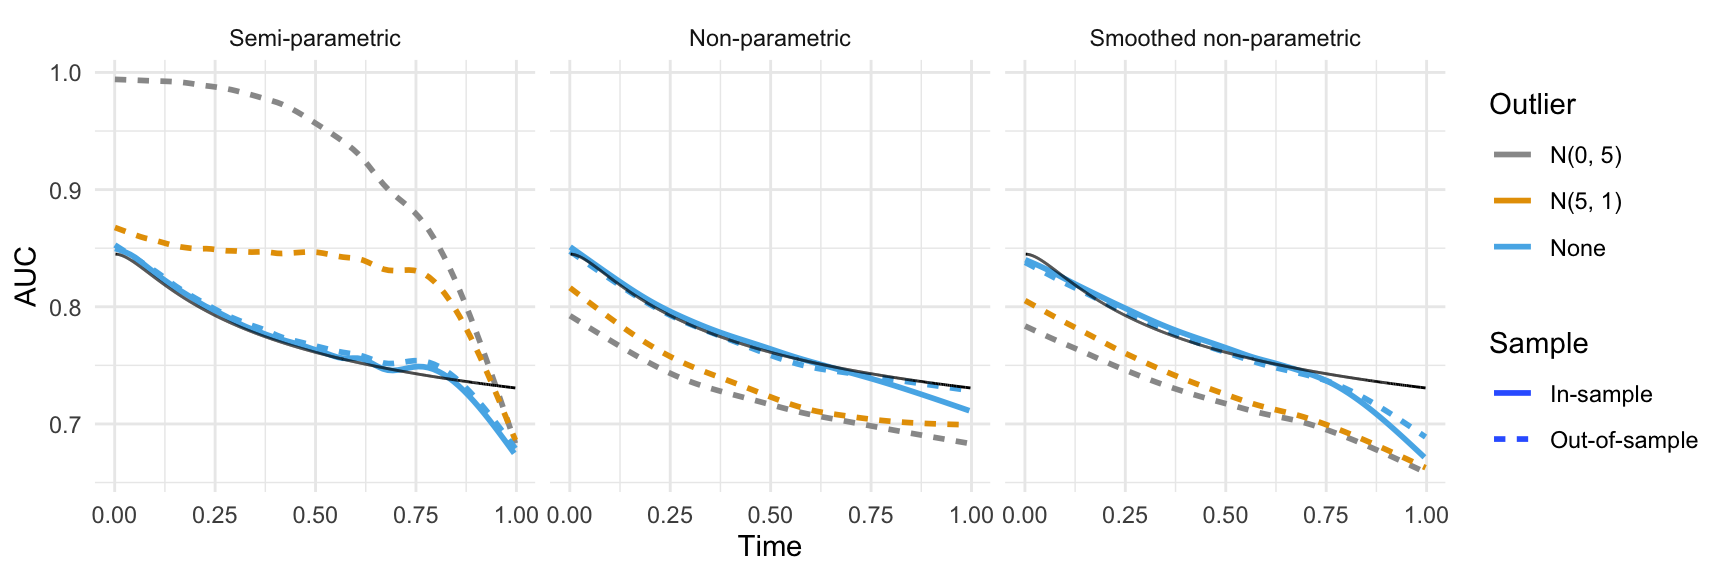 Semi-parametric
Non-parametric
Smoothed non-parametric
AUC
1.0
0.9
0.8
0.7
0.00 0.25 0.50 0.75 1.00
0.00 0.25 0.50 0.75 1.00
0.00 0.25 0.50 0.75 1.00
Time
Outlier
N(0, 5)
N(5, 1)
None
Sample
In-sample
Out-of-sample